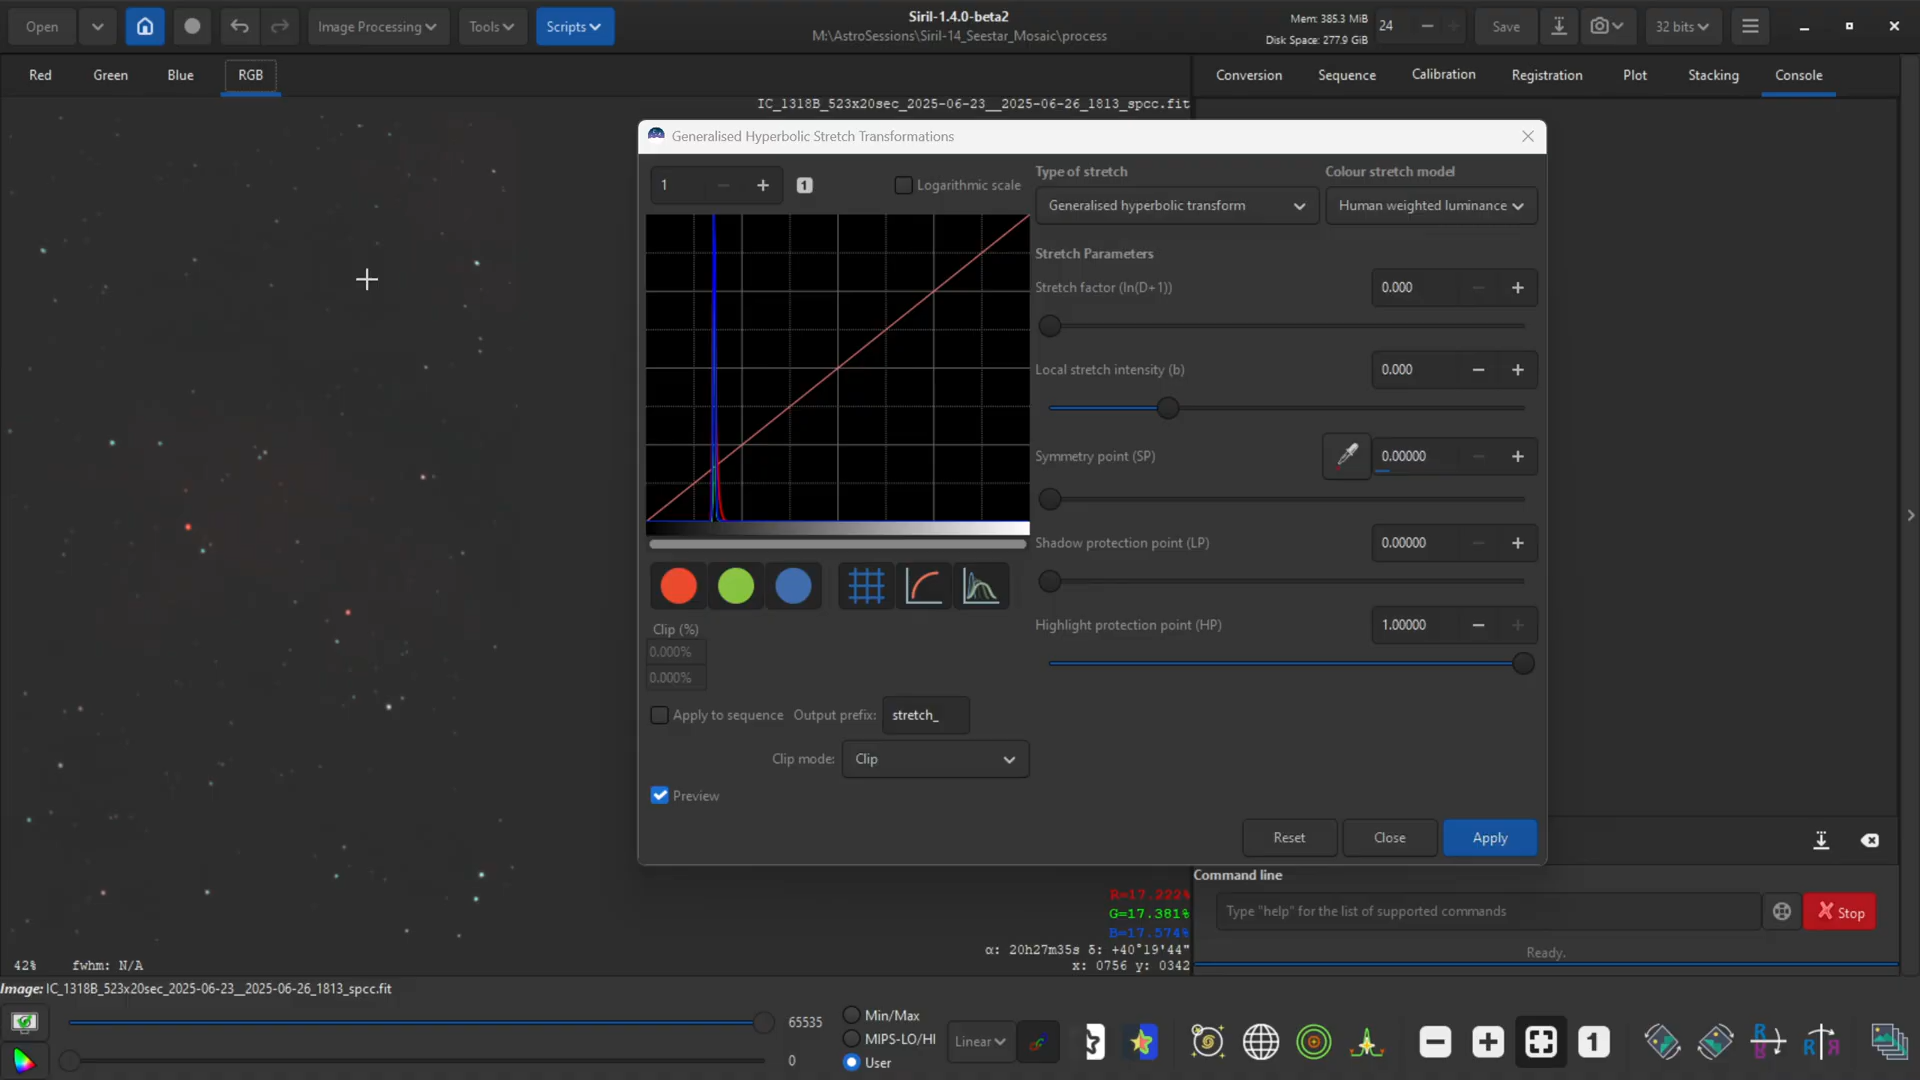 Open
Image Processing
Tools
Scripts
Siril-1.4.0-beta2
M:\AstroSessions\Siril-14_Seestar_Mosaic\process
Mem: 385.3 MiB
Disk Space: 277.9 GiB
24
Save
32 bits
Red
Green
Blue
RGB
Conversion
Sequence
Calibration
Registration
Plot
Stacking
Console
IC_1318B_523x20sec_2025-06-23__2025-06-26_1813_spcc.fit
Generalised Hyperbolic Stretch Transformations
1
1
Logarithmic scale
Type of stretch
Colour stretch model
Generalised hyperbolic transform
Human weighted luminance
Stretch Parameters
Stretch factor (ln(D+1))
0.000
Local stretch intensity (b)
0.000
Symmetry point (SP)
0.00000
Shadow protection point (LP)
0.00000
Highlight protection point (HP)
1.00000
Clip (%)
0.000%
0.000%
Apply to sequence
Output prefix:
stretch_
Clip mode:
Clip
Preview
Reset
Close
Apply
Command line
Type "help" for the list of supported commands
Stop
Ready.
R=17.222%
G=17.381%
B=17.574%
α: 20h27m35s δ: +40°19'44"
x: 0756 y: 0342
42%
fwhm: N/A
Image: IC_1318B_523x20sec_2025-06-23__2025-06-26_1813_spcc.fit
65535
0
Min/Max
MIPS-LO/HI
User
Linear
1
R
R
R R